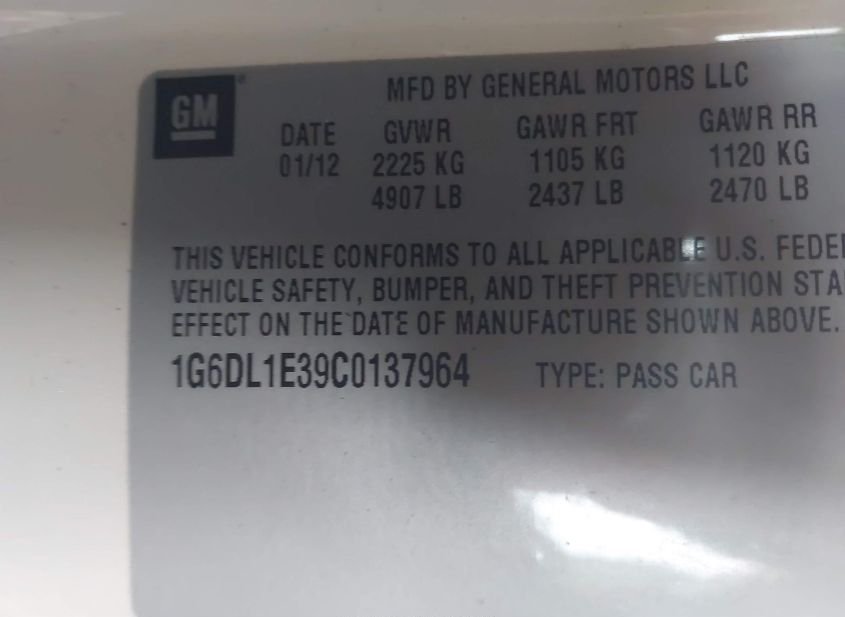 GM
MFD BY GENERAL MOTORS LLC
DATE GVWR GAWR FRT GAWR RR
01/12 2225 KG 1105 KG 1120 KG
4907 LB 2437 LB 2470 LB
THIS VEHICLE CONFORMS TO ALL APPLICABLE U.S. FEDE
VEHICLE SAFETY, BUMPER, AND THEFT PREVENTION STA
EFFECT ON THE DATE OF MANUFACTURE SHOWN ABOVE.
1G6DL1E39C0137964 TYPE: PASS CAR